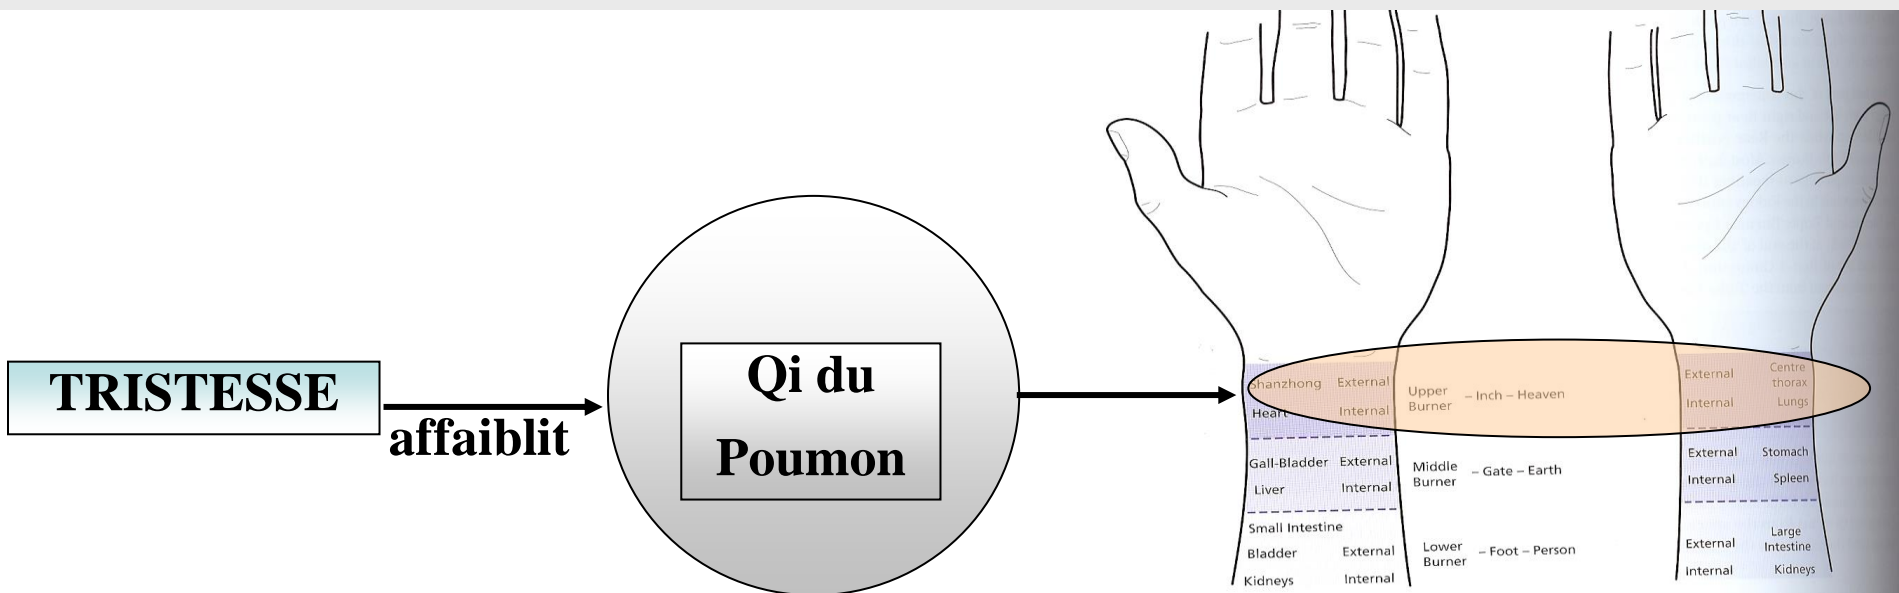 TRISTESSE
affaiblit
Qi du
Poumon
Shanzhong External
Heart Internal
Gall-Bladder External
Liver Internal
Small Intestine
Bladder External
Kidneys Internal
Upper
Burner – Inch – Heaven
Middle
Burner – Gate – Earth
Lower
Burner – Foot – Person
External Centre
thorax
Internal Lungs
External Stomach
Internal Spleen
External Large
Intestine
Internal Kidneys